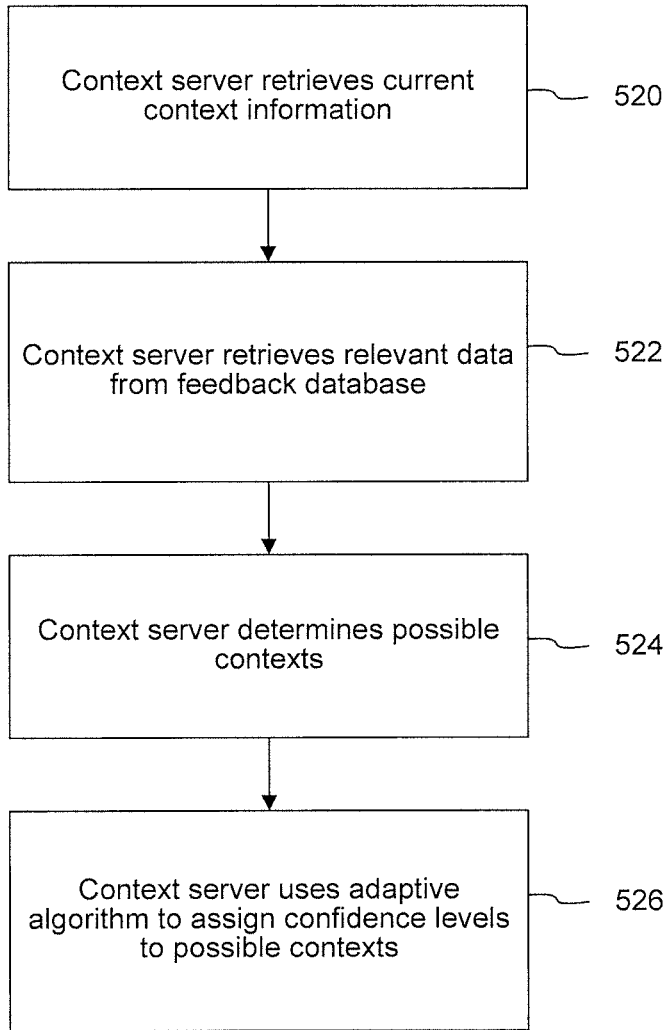 Context server retrieves current
context information
520
Context server retrieves relevant data
from feedback database
522
Context server determines possible
contexts
524
Context server uses adaptive
algorithm to assign confidence levels
to possible contexts
526